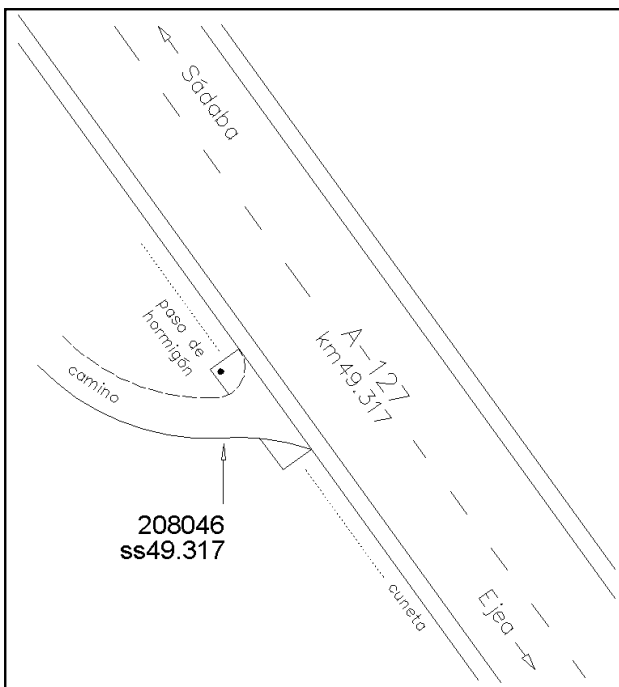 Sádaba
paso de
hormigón
camino
A-127
km49.317
208046
ss49.317
cuneta
Ejea